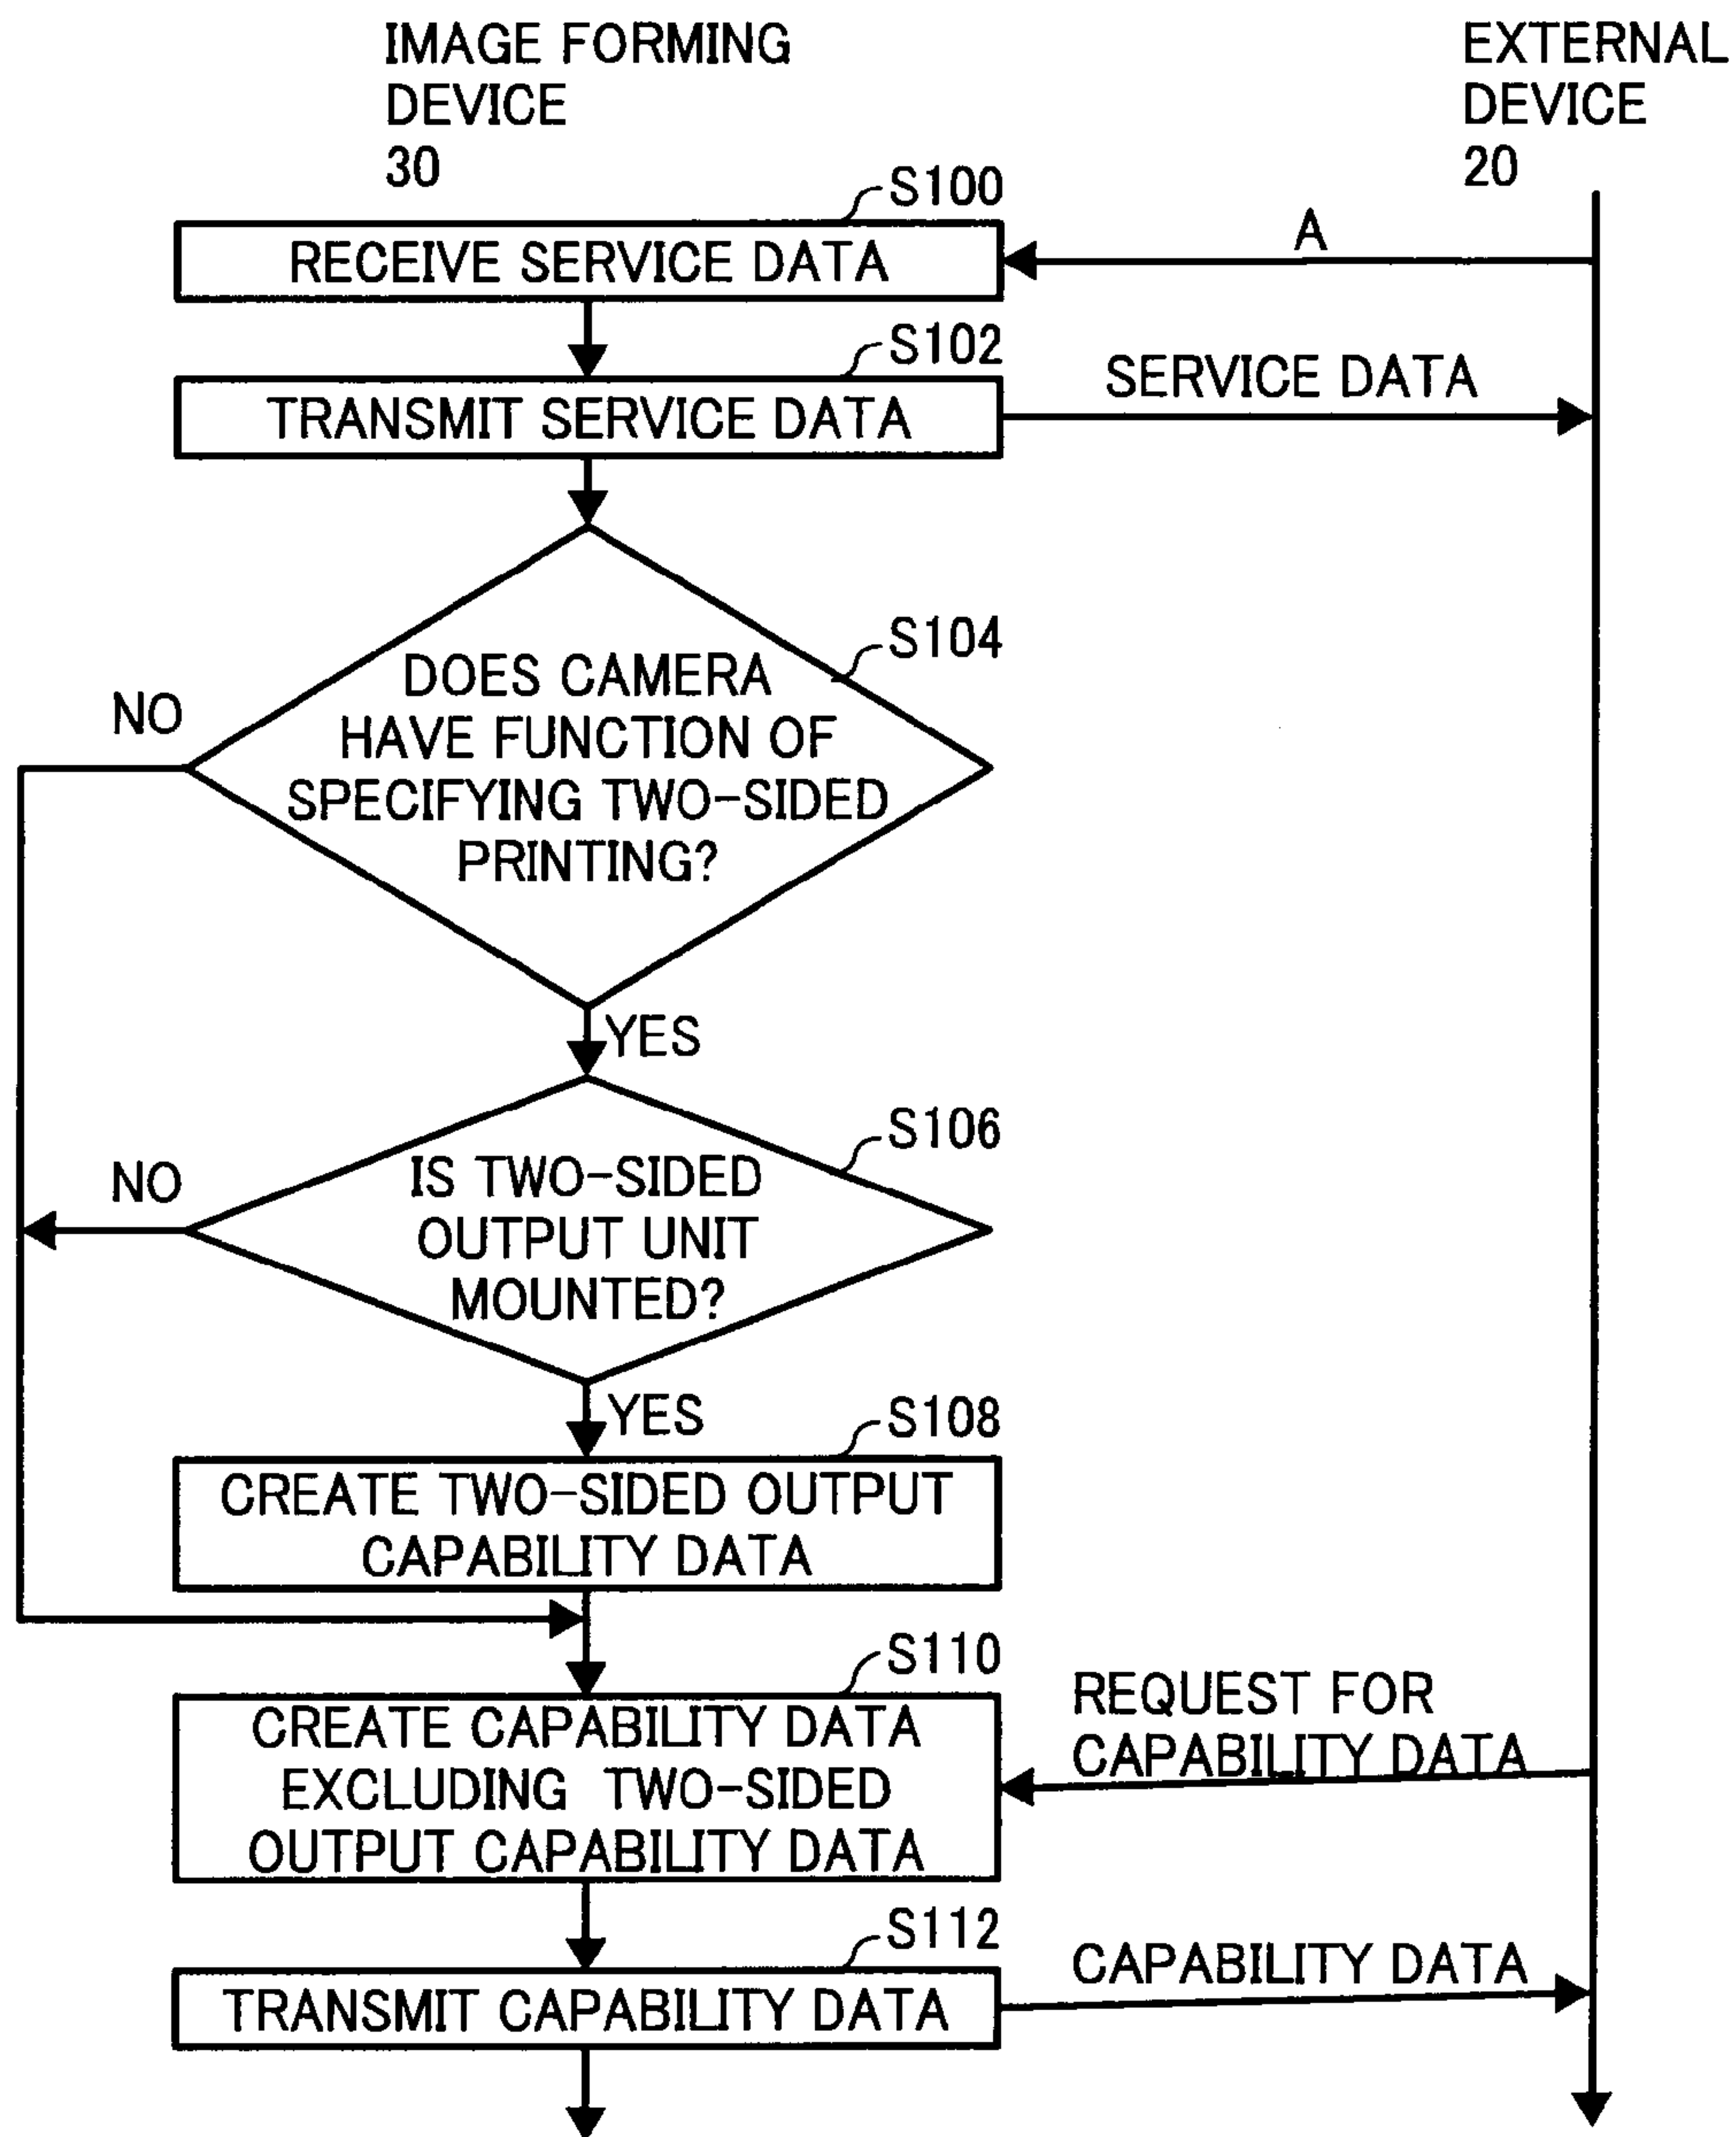 IMAGE FORMING
DEVICE
30
EXTERNAL
DEVICE
20
S100
A
RECEIVE SERVICE DATA
S102
SERVICE DATA
TRANSMIT SERVICE DATA
S104
DOES CAMERA
HAVE FUNCTION OF
SPECIFYING TWO-SIDED
PRINTING?
NO
YES
S106
IS TWO-SIDED
OUTPUT UNIT
MOUNTED?
NO
YES
S108
CREATE TWO-SIDED OUTPUT
CAPABILITY DATA
S110
REQUEST FOR
CAPABILITY DATA
CREATE CAPABILITY DATA
EXCLUDING TWO-SIDED
OUTPUT CAPABILITY DATA
S112
CAPABILITY DATA
TRANSMIT CAPABILITY DATA